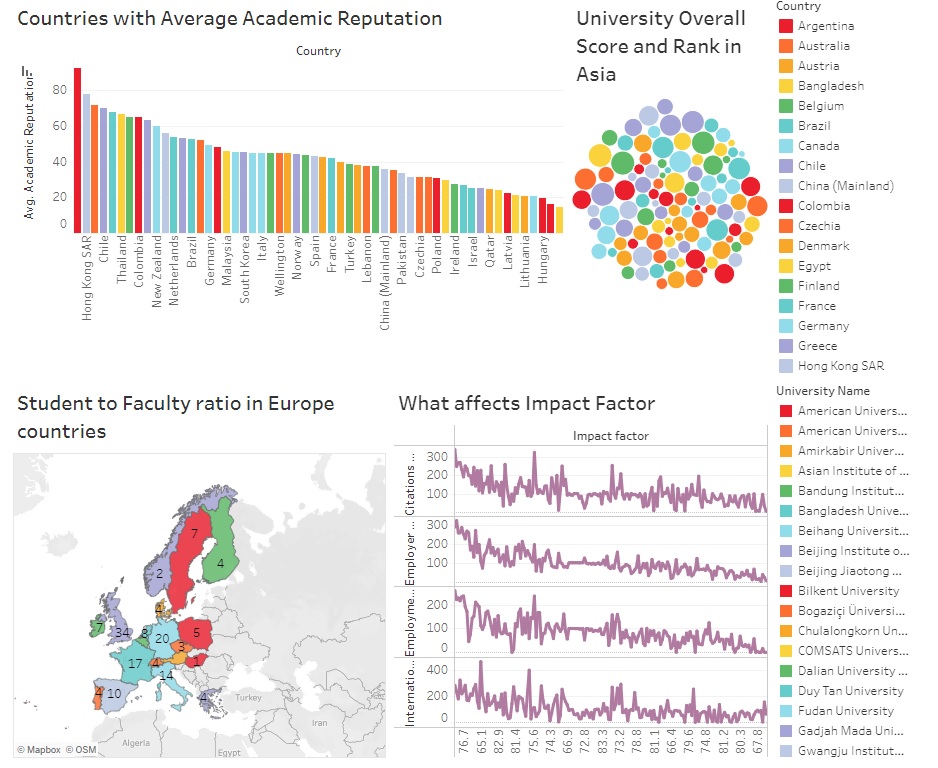 Countries with Average Academic Reputation
Country
Avg. Academic Reputation
80
60
40
20
0
Hong Kong SAR
Chile
Thailand
Colombia
New Zealand
Netherlands
Brazil
Germany
Malaysia
South Korea
Italy
Wellington
Norway
Spain
France
Turkey
Lebanon
China (Mainland)
Pakistan
Czechia
Poland
Ireland
Israel
Qatar
Latvia
Lithuania
Hungary
University Overall
Score and Rank in
Asia
Country
Argentina
Australia
Austria
Bangladesh
Belgium
Brazil
Canada
Chile
China (Mainland)
Colombia
Czechia
Denmark
Egypt
Finland
France
Germany
Greece
Hong Kong SAR
Student to Faculty ratio in Europe
countries
7
4
2
4
7
34
8
20
5
3
17
4
1
14
4
10
4
Turkey
Iran
Algeria
Egypt
© Mapbox © OSM
What affects Impact Factor
Impact factor
Citations ...
300
200
100
Employer ...
300
200
100
Employme...
200
100
0
Internatio...
400
200
0
76.7
65.1
82.9
81.4
75.6
74.3
66.9
72.8
83.3
73.2
78.8
81.1
66.4
79.6
74.8
81.2
80.3
67.8
University Name
American Univers...
American Univers...
Amirkabir Univer...
Asian Institute of ...
Bandung Institut...
Bangladesh Unive...
Beihang Universit...
Beijing Institute o...
Beijing Jiaotong ...
Bilkent University
Bogaziçi Üniversi...
Chulalongkorn Un...
COMSATS Univers...
Dalian University ...
Duy Tan University
Fudan University
Gadjah Mada Uni...
Gwangju Institut...